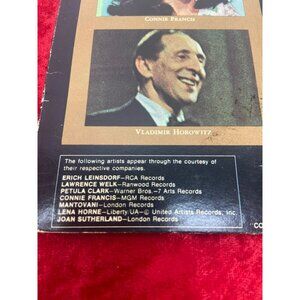 CONNIE FRANCIS
VLADIMIR HOROWITZ
The following artists appear through the courtesy of
their respective companies.
ERICH LEINSDORF—RCA Records
LAWRENCE WELK—Ranwood Records
PETULA CLARK—Warner Bros.—7 Arts Records
CONNIE FRANCIS—MGM Records
MANTOVANI—London Records
LENA HORNE—Liberty UA—© United Artists Records, Inc.
JOAN SUTHERLAND—London Records
CO